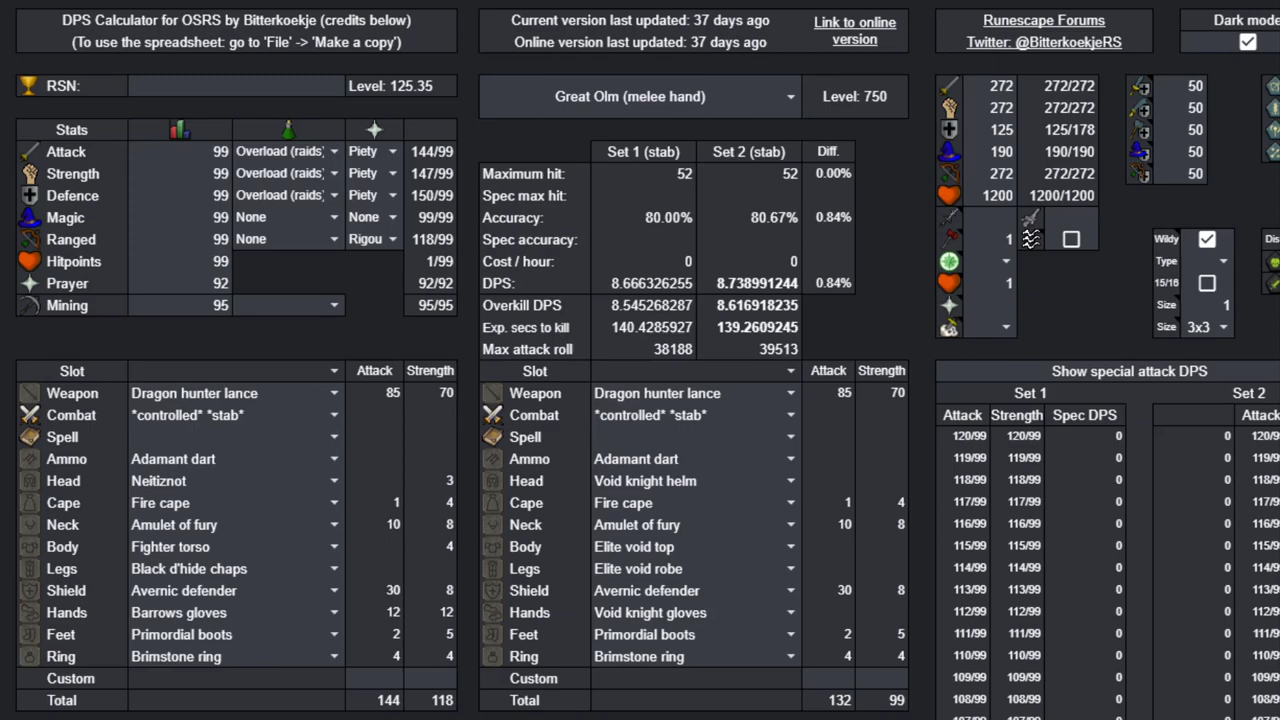 DPS Calculator for OSRS by Bitterkoekje (credits below)
(To use the spreadsheet: go to 'File' -> 'Make a copy')
Current version last updated: 37 days ago
Online version last updated: 37 days ago
Link to online
version
Runescape Forums
Twitter: @BitterkoekjeRS
Dark mode
RSN:
Level: 125.35
Stats
Attack 99 Overload (raids) Piety 144/99
Strength 99 Overload (raids) Piety 147/99
Defence 99 Overload (raids) Piety 150/99
Magic 99 None None 99/99
Ranged 99 None Rigou 118/99
Hitpoints 99 1/99
Prayer 92 92/92
Mining 95 95/95
Great Olm (melee hand) Level: 750
Set 1 (stab) Set 2 (stab) Diff.
Maximum hit: 52 52 0.00%
Spec max hit:
Accuracy: 80.00% 80.67% 0.84%
Spec accuracy:
Cost / hour: 0 0
DPS: 8.666326255 8.738991244 0.84%
Overkill DPS 8.545268287 8.616918235
Exp. secs to kill 140.4285927 139.2609245
Max attack roll 38188 39513
272 272/272 50
272 272/272 50
125 125/178 50
190 190/190 50
272 272/272 50
1200 1200/1200
1
1
Wildy
Type
15/16
Size 1
Size 3x3
Dis
Slot Attack Strength
Weapon Dragon hunter lance 85 70
Combat *controlled* *stab*
Spell
Ammo Adamant dart
Head Neitiznot 3
Cape Fire cape 1 4
Neck Amulet of fury 10 8
Body Fighter torso 4
Legs Black d'hide chaps
Shield Avernic defender 30 8
Hands Barrows gloves 12 12
Feet Primordial boots 2 5
Ring Brimstone ring 4 4
Custom
Total 144 118
Slot Attack Strength
Weapon Dragon hunter lance 85 70
Combat *controlled* *stab*
Spell
Ammo Adamant dart
Head Void knight helm
Cape Fire cape 1 4
Neck Amulet of fury 10 8
Body Elite void top
Legs Elite void robe
Shield Avernic defender 30 8
Hands Void knight gloves
Feet Primordial boots 2 5
Ring Brimstone ring 4 4
Custom
Total 132 99
Show special attack DPS
Set 1 Set 2
Attack Strength Spec DPS Attack
120/99 120/99 0 0 120/9
119/99 119/99 0 0 119/9
118/99 118/99 0 0 118/9
117/99 117/99 0 0 117/9
116/99 116/99 0 0 116/9
115/99 115/99 0 0 115/9
114/99 114/99 0 0 114/9
113/99 113/99 0 0 113/9
112/99 112/99 0 0 112/9
111/99 111/99 0 0 111/9
110/99 110/99 0 0 110/9
109/99 109/99 0 0 109/9
108/99 108/99 0 0 108/9